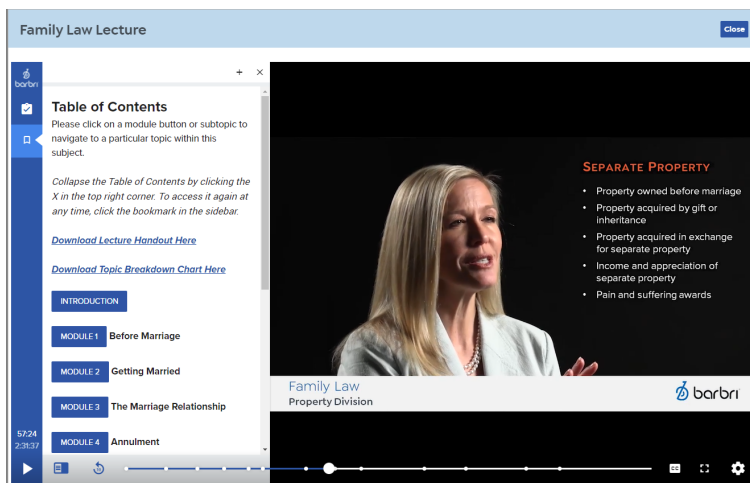 Family Law Lecture
Close
barbri
+ ×
Table of Contents
Please click on a module button or subtopic to
navigate to a particular topic within this
subject.
Collapse the Table of Contents by clicking the
X in the top right corner. To access it again at
any time, click the bookmark in the sidebar.
Download Lecture Handout Here
Download Topic Breakdown Chart Here
INTRODUCTION
MODULE 1 Before Marriage
MODULE 2 Getting Married
MODULE 3 The Marriage Relationship
MODULE 4 Annulment
SEPARATE PROPERTY
• Property owned before marriage
• Property acquired by gift or
inheritance
• Property acquired in exchange
for separate property
• Income and appreciation of
separate property
• Pain and suffering awards
Family Law
Property Division
barbri
57:24
2:31:37
CC